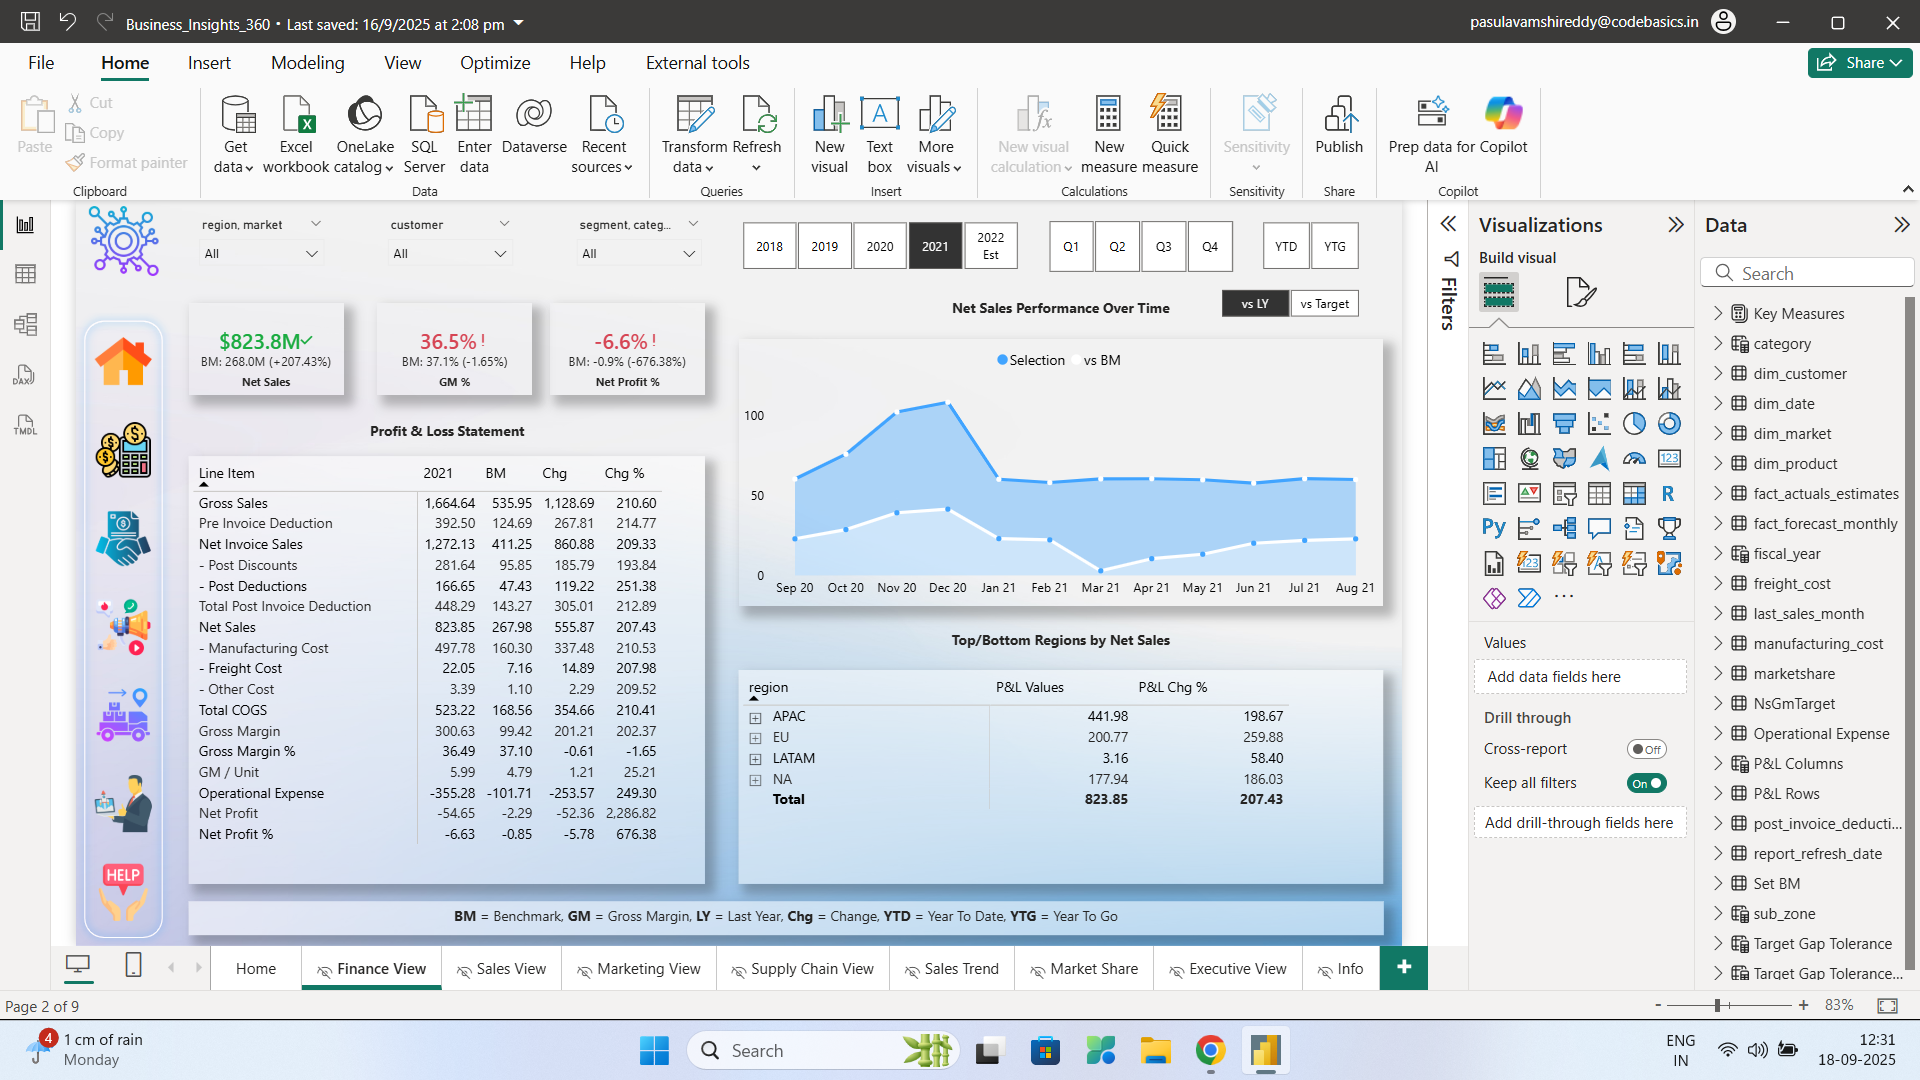 Business_Insights_360 • Last saved: 16/9/2025 at 2:08 pm
pasulavamshireddy@codebasics.in
File
Home
Insert
Modeling
View
Optimize
Help
External tools
Share
Paste
Cut
Copy
Format painter
Clipboard
Get data
Excel workbook
OneLake catalog
SQL Server
Enter data
Dataverse
Recent sources
Data
Transform data
Refresh
Queries
New visual
Text box
More visuals
Insert
New visual calculation
New measure
Quick measure
Calculations
Sensitivity
Sensitivity
Publish
Share
Prep data for AI
Copilot
Copilot
DAX
TMDL
region, market
All
customer
All
segment, categ...
All
2018
2019
2020
2021
2022 Est
Q1
Q2
Q3
Q4
YTD
YTG
vs LY
vs Target
$823.8M
BM: 268.0M (+207.43%)
Net Sales
36.5% !
BM: 37.1% (-1.65%)
GM %
-6.6% !
BM: -0.9% (-676.38%)
Net Profit %
HELP
Profit & Loss Statement
Line Item 2021 BM Chg Chg %
Gross Sales 1,664.64 535.95 1,128.69 210.60
Pre Invoice Deduction 392.50 124.69 267.81 214.77
Net Invoice Sales 1,272.13 411.25 860.88 209.33
- Post Discounts 281.64 95.85 185.79 193.84
- Post Deductions 166.65 47.43 119.22 251.38
Total Post Invoice Deduction 448.29 143.27 305.01 212.89
Net Sales 823.85 267.98 555.87 207.43
- Manufacturing Cost 497.78 160.30 337.48 210.53
- Freight Cost 22.05 7.16 14.89 207.98
- Other Cost 3.39 1.10 2.29 209.52
Total COGS 523.22 168.56 354.66 210.41
Gross Margin 300.63 99.42 201.21 202.37
Gross Margin % 36.49 37.10 -0.61 -1.65
GM / Unit 5.99 4.79 1.21 25.21
Operational Expense -355.28 -101.71 -253.57 249.30
Net Profit -54.65 -2.29 -52.36 2,286.82
Net Profit % -6.63 -0.85 -5.78 676.38
Net Sales Performance Over Time
Selection vs BM
100
50
0
Sep 20 Oct 20 Nov 20 Dec 20 Jan 21 Feb 21 Mar 21 Apr 21 May 21 Jun 21 Jul 21 Aug 21
Top/Bottom Regions by Net Sales
region P&L Values P&L Chg %
APAC 441.98 198.67
EU 200.77 259.88
LATAM 3.16 58.40
NA 177.94 186.03
Total 823.85 207.43
BM = Benchmark, GM = Gross Margin, LY = Last Year, Chg = Change, YTD = Year To Date, YTG = Year To Go
Filters
Visualizations
Build visual
123
R
Py
123
Values
Add data fields here
Drill through
Cross-report
Off
Keep all filters
On
Add drill-through fields here
Data
Search
Key Measures
category
dim_customer
dim_date
dim_market
dim_product
fact_actuals_estimates
fact_forecast_monthly
fiscal_year
freight_cost
last_sales_month
manufacturing_cost
marketshare
NsGmTarget
Operational Expense
P&L Columns
P&L Rows
post_invoice_deducti...
report_refresh_date
Set BM
sub_zone
Target Gap Tolerance
Target Gap Tolerance...
Home
Finance View
Sales View
Marketing View
Supply Chain View
Sales Trend
Market Share
Executive View
Info
+
Page 2 of 9
- + 83%
4
1 cm of rain
Monday
Search
ENG
IN
12:31
18-09-2025